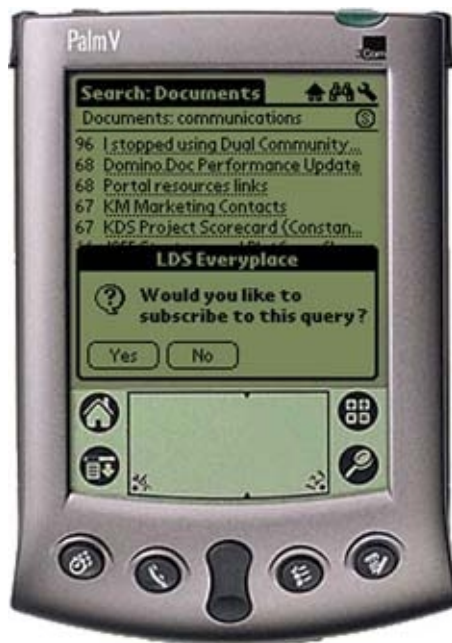 PalmV
3Com
Search: Documents
Documents: communications
96 I stopped using Dual Community...
68 Domino.Doc Performance Update
68 Portal resources links
67 KM Marketing Contacts
67 KDS Project Scorecard (Constan...
LDS Everyplace
Would you like to
subscribe to this query?
Yes No